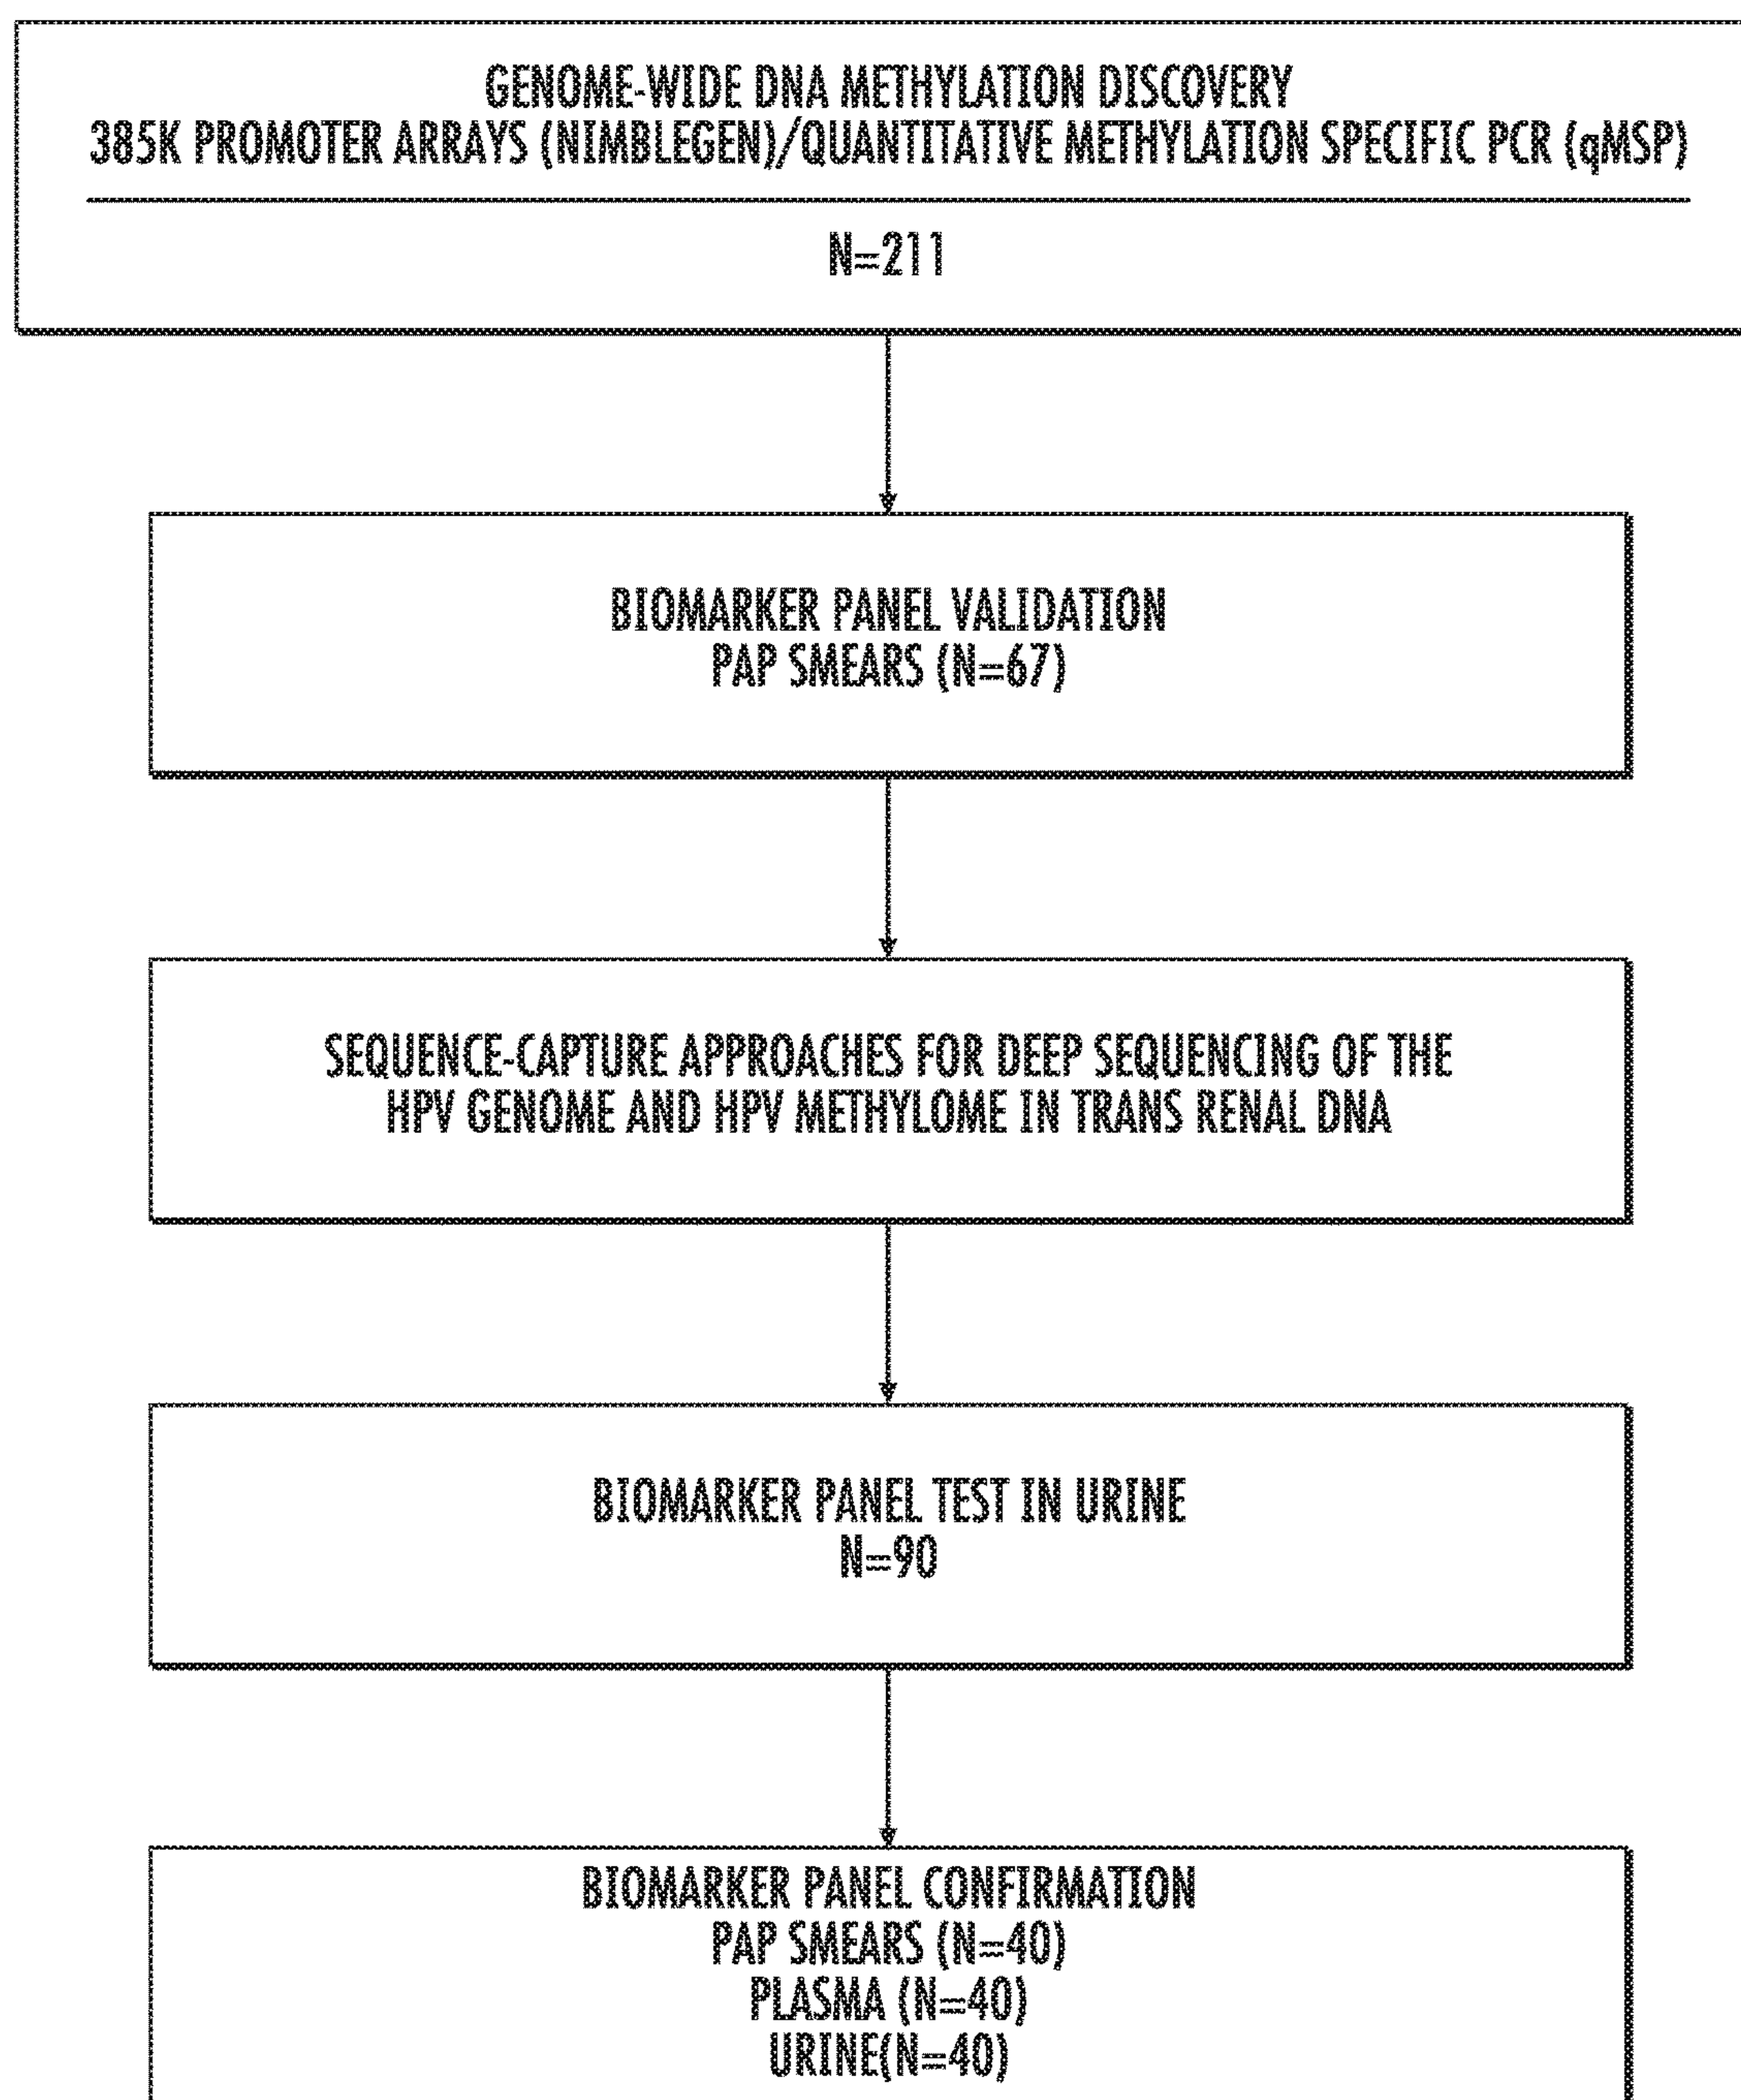 GENOME-WIDE DNA METHYLATION DISCOVERY
385K PROMOTER ARRAYS (NIMBLEGEN)/QUANTITATIVE METHYLATION SPECIFIC PCR (qMSP)
N=211
BIOMARKER PANEL VALIDATION
PAP SMEARS (N=67)
SEQUENCE-CAPTURE APPROACHES FOR DEEP SEQUENCING OF THE
HPV GENOME AND HPV METHYLOME IN TRANS RENAL DNA
BIOMARKER PANEL TEST IN URINE
N=90
BIOMARKER PANEL CONFIRMATION
PAP SMEARS (N=40)
PLASMA (N=40)
URINE(N=40)